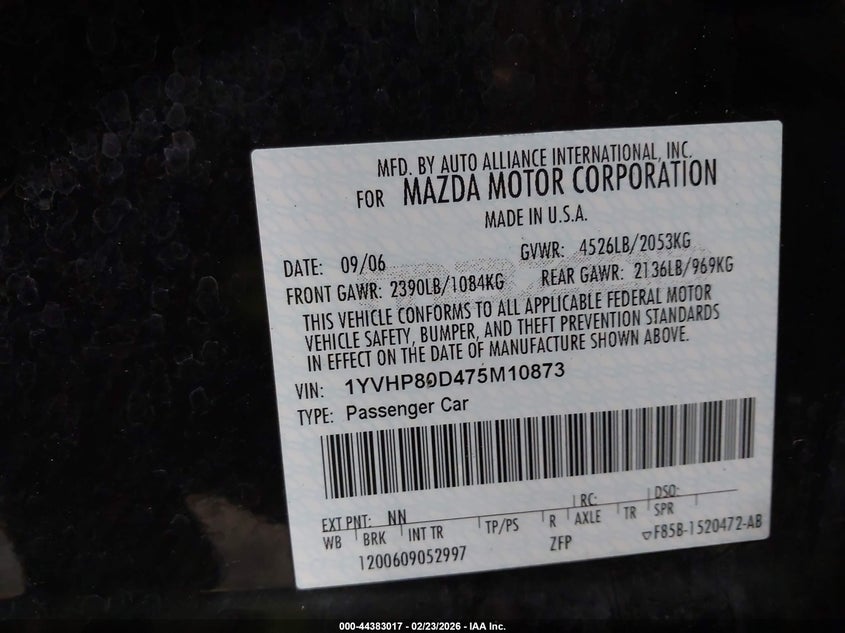 MFD. BY AUTO ALLIANCE INTERNATIONAL, INC.
FOR MAZDA MOTOR CORPORATION
MADE IN U.S.A.
DATE: 09/06 GVWR: 4526LB/2053KG
FRONT GAWR: 2390LB/1084KG REAR GAWR: 2136LB/969KG
THIS VEHICLE CONFORMS TO ALL APPLICABLE FEDERAL MOTOR
VEHICLE SAFETY, BUMPER, AND THEFT PREVENTION STANDARDS
IN EFFECT ON THE DATE OF MANUFACTURE SHOWN ABOVE.
VIN: 1YVHP80D475M10873
TYPE: Passenger Car
EXT PNT: NN RC: DSO:
WB BRK INT TR TP/PS R AXLE TR SPR
1200609052997 ZFP ▽F85B-1520472-AB
000-44383017 - 02/23/2026 - IAA Inc.